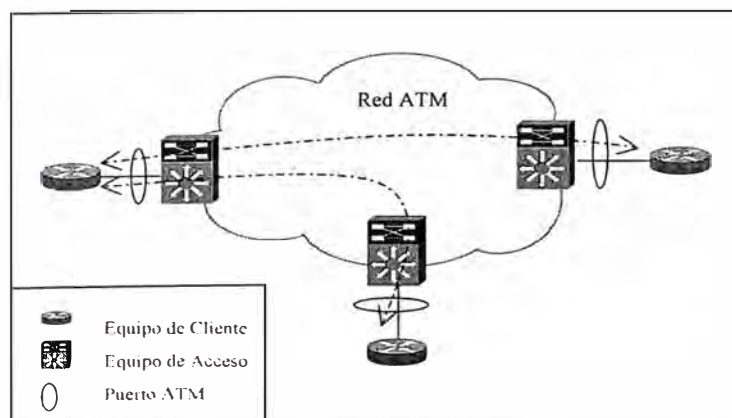 Red ATM
Equipo de Cliente
Equipo de Acceso
Puerto ATM